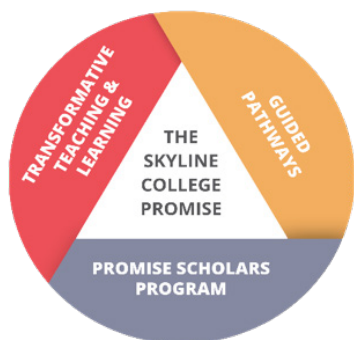 TRANSFORMATIVE
TEACHING &
LEARNING
GUIDED
PATHWAYS
THE
SKYLINE
COLLEGE
PROMISE
PROMISE SCHOLARS
PROGRAM